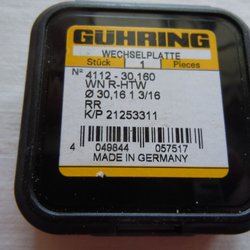 GÜHRING
WECHSELPLATTE
Stück 1 Pieces
Nº 4112 - 30,160
WN R-HTW
Ø 30,16 1 3/16
RR
K/P 21253311
4 049844 057517
MADE IN GERMANY